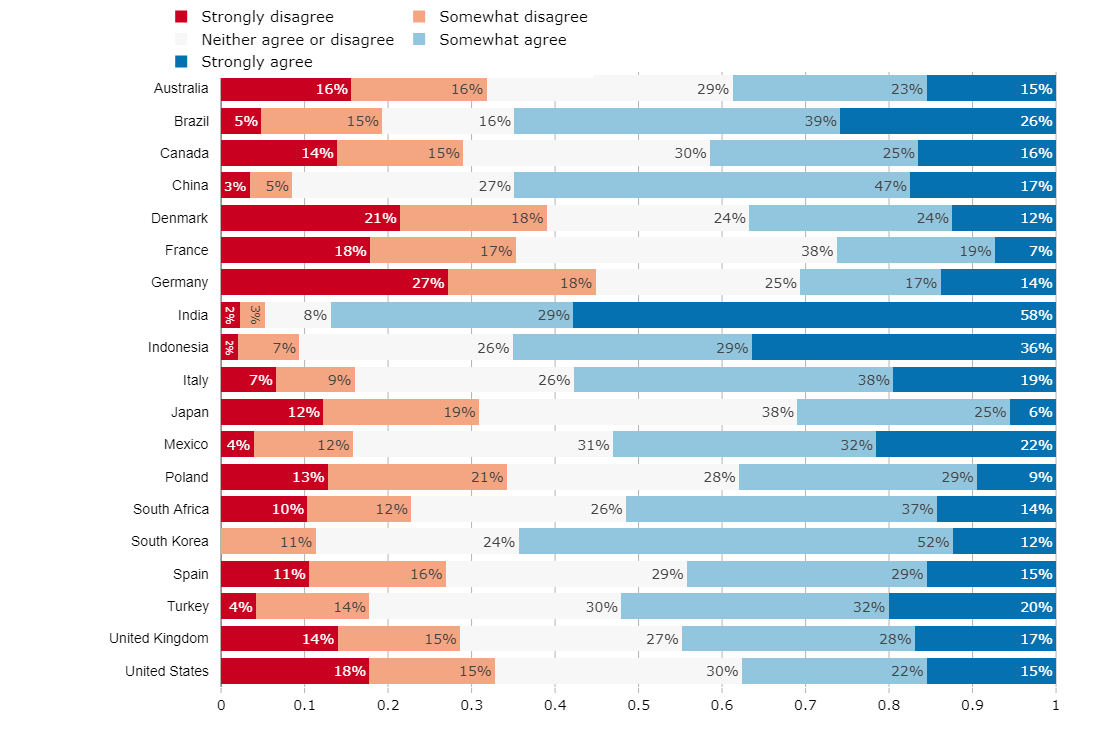 Strongly disagree Somewhat disagree
Neither agree or disagree Somewhat agree
Strongly agree
Australia 16% 16% 29% 23% 15%
Brazil 5% 15% 16% 39% 26%
Canada 14% 15% 30% 25% 16%
China 3% 5% 27% 47% 17%
Denmark 21% 18% 24% 24% 12%
France 18% 17% 38% 19% 7%
Germany 27% 18% 25% 17% 14%
India 2% 3% 8% 29% 58%
Indonesia 2% 7% 26% 29% 36%
Italy 7% 9% 26% 38% 19%
Japan 12% 19% 38% 25% 6%
Mexico 4% 12% 31% 32% 22%
Poland 13% 21% 28% 29% 9%
South Africa 10% 12% 26% 37% 14%
South Korea 11% 24% 52% 12%
Spain 11% 16% 29% 29% 15%
Turkey 4% 14% 30% 32% 20%
United Kingdom 14% 15% 27% 28% 17%
United States 18% 15% 30% 22% 15%
0 0.1 0.2 0.3 0.4 0.5 0.6 0.7 0.8 0.9 1